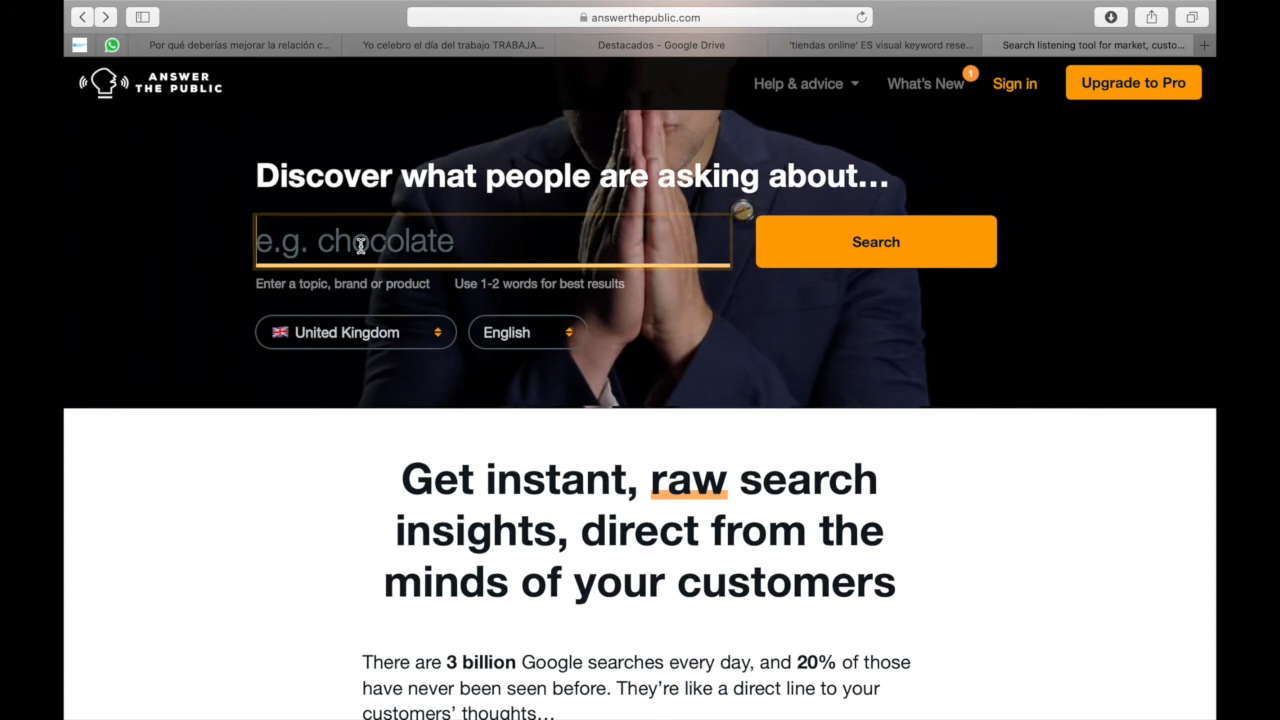 answerthepublic.com
Por qué deberías mejorar la relación c...
Yo celebro el día del trabajo TRABAJA...
Destacados - Google Drive
'tiendas online' ES visual keyword rese...
Search listening tool for market, custo...
ANSWER
THE PUBLIC
Help & advice
What's New
1
Sign in
Upgrade to Pro
Discover what people are asking about...
e.g. chocolate
Search
Enter a topic, brand or product
Use 1-2 words for best results
United Kingdom
English
Get instant, raw search
insights, direct from the
minds of your customers
There are 3 billion Google searches every day, and 20% of those
have never been seen before. They're like a direct line to your
customers' thoughts...